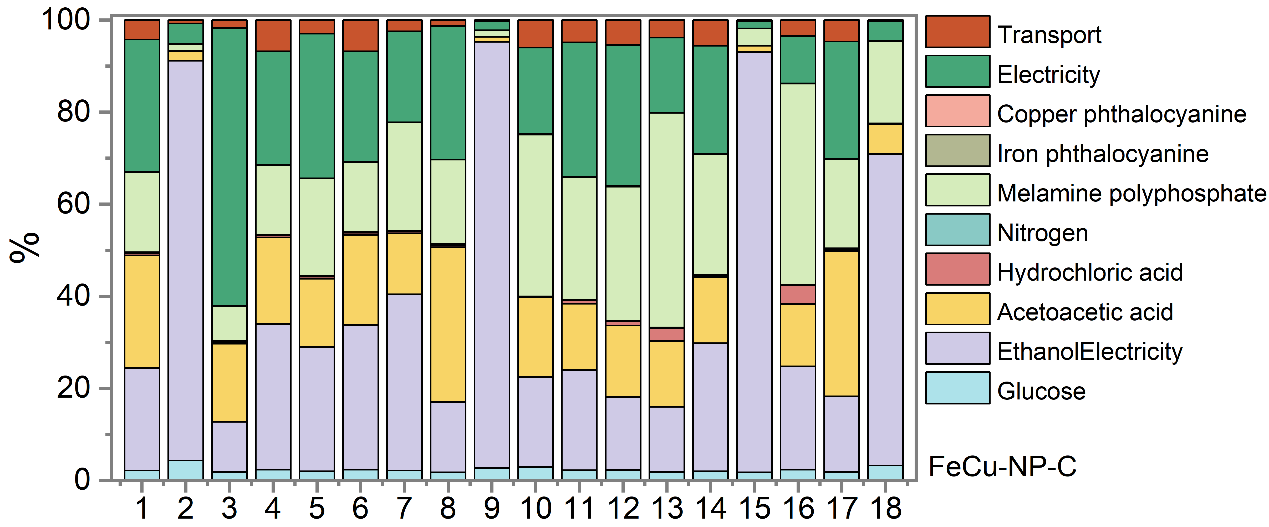 100
80
60
40
20
0
%
1 2 3 4 5 6 7 8 9 10 11 12 13 14 15 16 17 18
Transport
Electricity
Copper phthalocyanine
Iron phthalocyanine
Melamine polyphosphate
Nitrogen
Hydrochloric acid
Acetoacetic acid
EthanolElectricity
Glucose
FeCu-NP-C